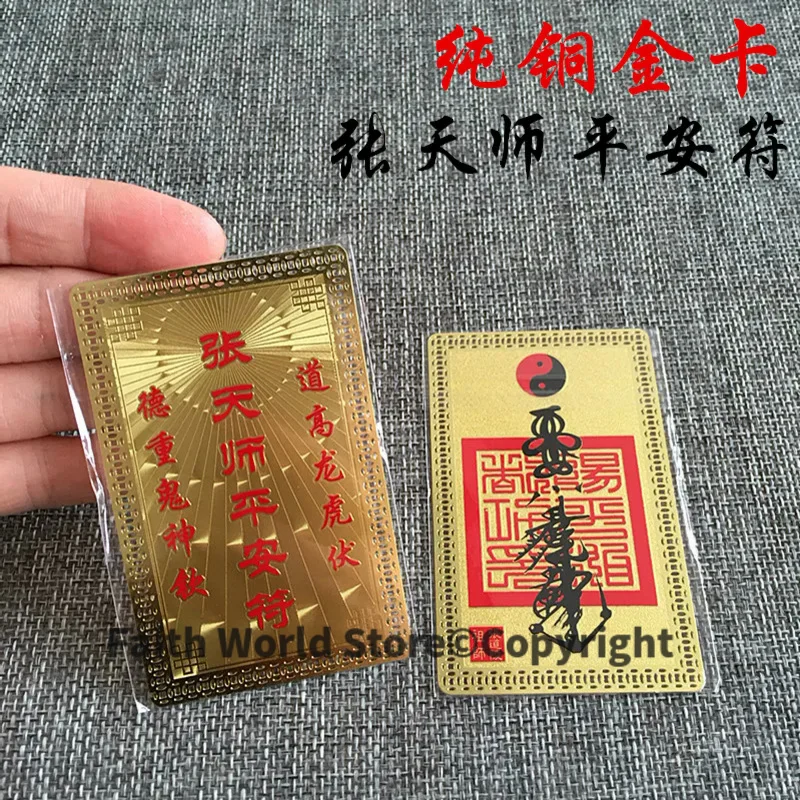 纯铜金卡
张天师平安符
道高龙虎伏
张天师平安符
德重鬼神钦
Faith World Store© Copyright